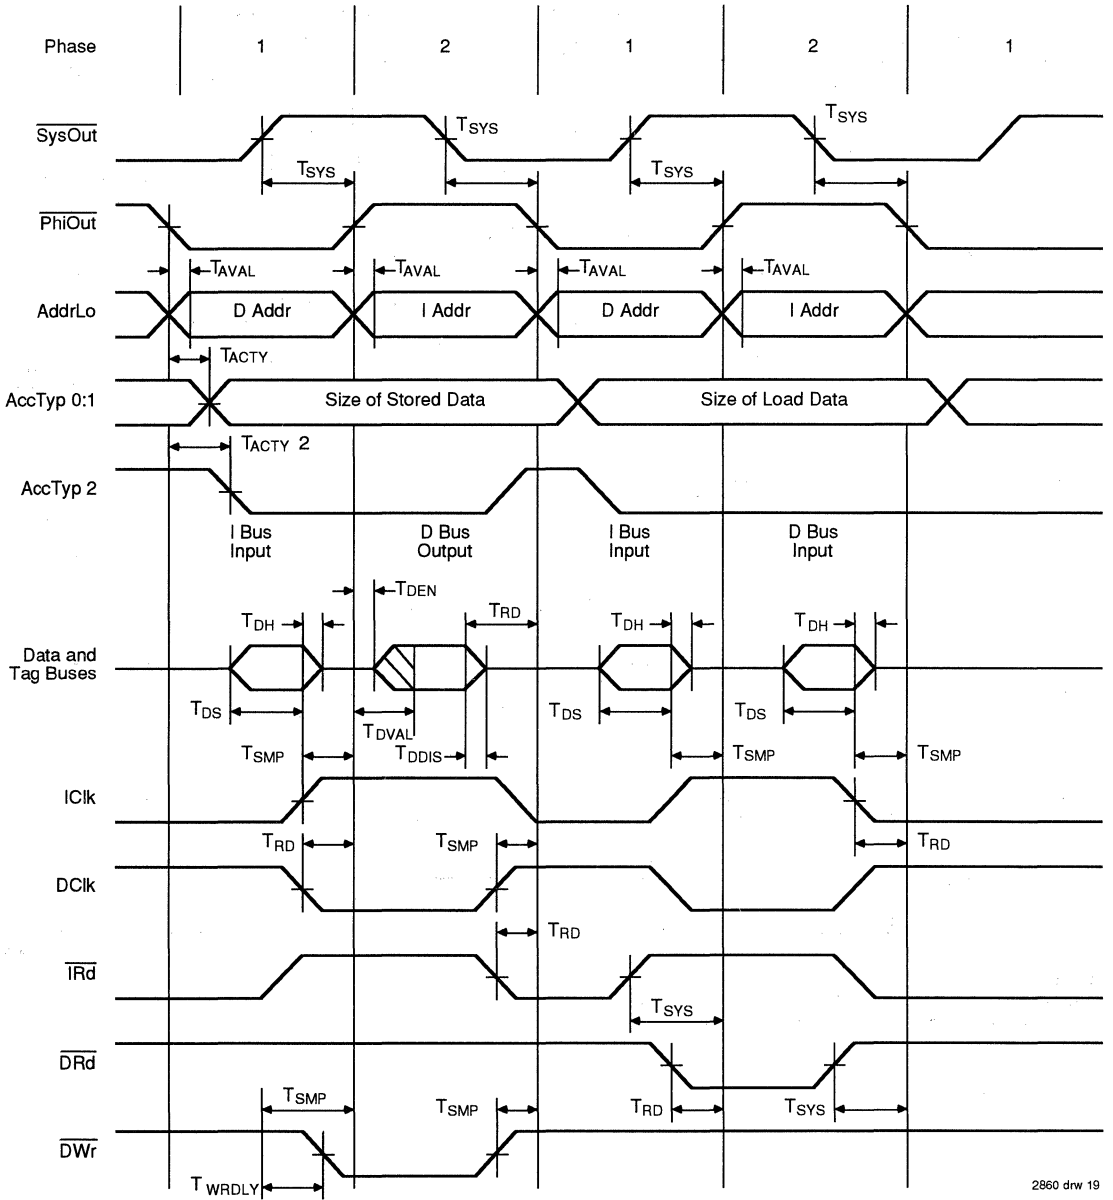 Phase 1 2 1 2 1
SysOut TSYS TSYS
TSYS TSYS
PhiOut
TAVAL TAVAL TAVAL TAVAL
AddrLo D Addr I Addr D Addr I Addr
TACTY
AccTyp 0:1 Size of Stored Data Size of Load Data
TACTY 2
AccTyp 2
I Bus D Bus I Bus D Bus
Input Output Input Input
TDEN
TDH TRD TDH TDH
Data and
Tag Buses
TDS TDS TDS
TDVAL
TSMP TDDIS TSMP TSMP
IClk
TRD TSMP TRD
DClk
TRD
IRd
TSYS
DRd
TSMP TSMP TRD TSYS
DWr
TWRDLY
2860 drw 19